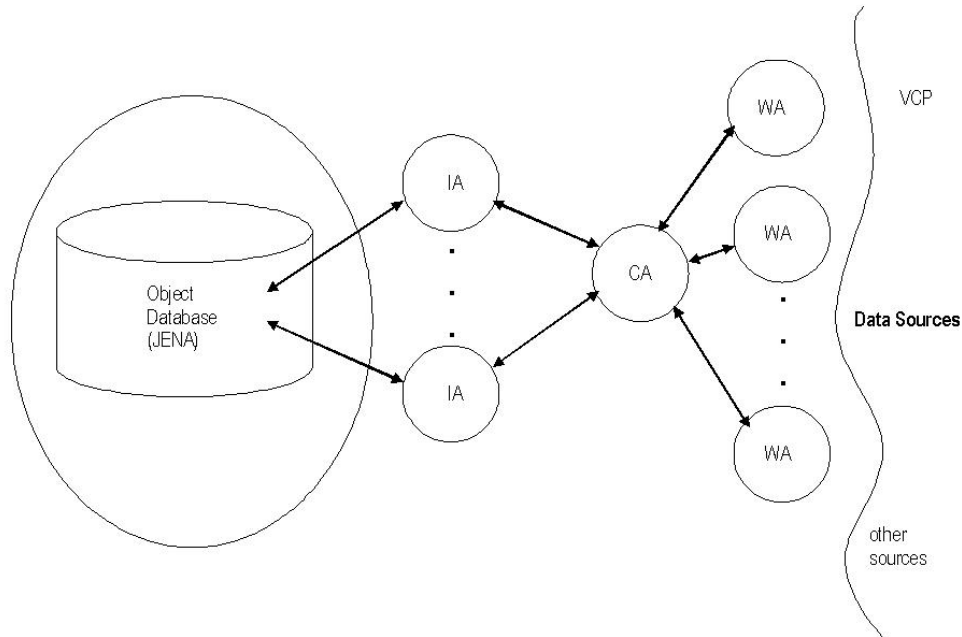 WA
VCP
IA
WA
CA
Object
Database
(JENA)
Data Sources
IA
WA
other
sources